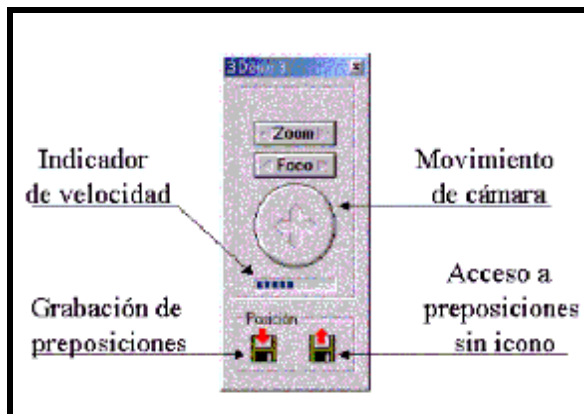 Zoom
Foco
Indicador
de velocidad
Movimiento
de cámara
Grabación de
preposiciones
Posición
Acceso a
preposiciones
sin icono